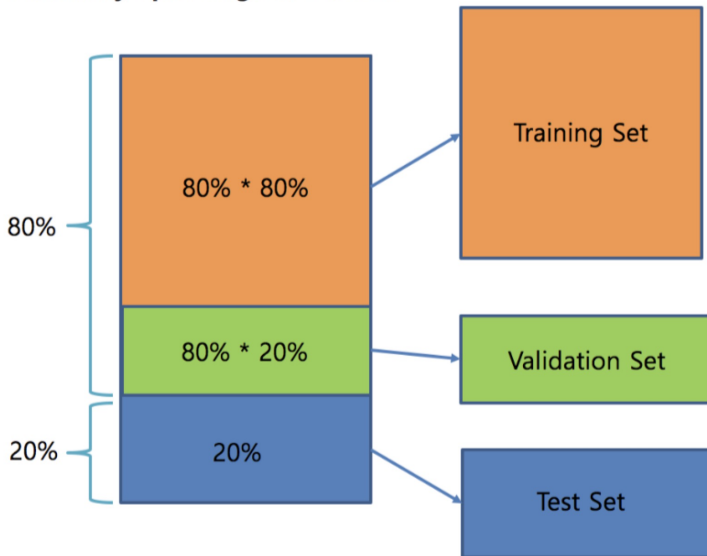 80% * 80%
Training Set
80%
80% * 20%
Validation Set
20%
20%
Test Set